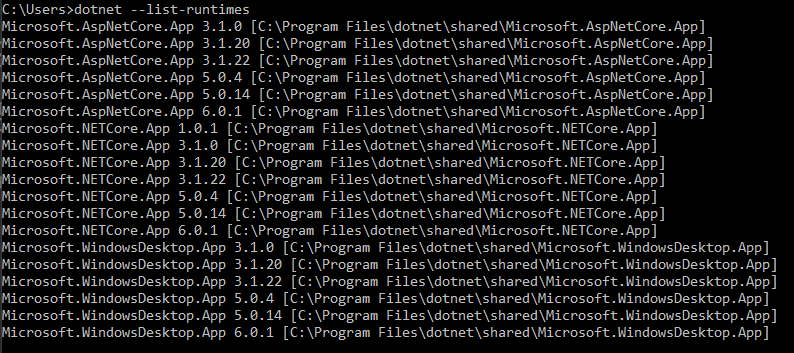 C:\Users>dotnet --list-runtimes
Microsoft.AspNetCore.App 3.1.0 [C:\Program Files\dotnet\shared\Microsoft.AspNetCore.App]
Microsoft.AspNetCore.App 3.1.20 [C:\Program Files\dotnet\shared\Microsoft.AspNetCore.App]
Microsoft.AspNetCore.App 3.1.22 [C:\Program Files\dotnet\shared\Microsoft.AspNetCore.App]
Microsoft.AspNetCore.App 5.0.4 [C:\Program Files\dotnet\shared\Microsoft.AspNetCore.App]
Microsoft.AspNetCore.App 5.0.14 [C:\Program Files\dotnet\shared\Microsoft.AspNetCore.App]
Microsoft.AspNetCore.App 6.0.1 [C:\Program Files\dotnet\shared\Microsoft.AspNetCore.App]
Microsoft.NETCore.App 1.0.1 [C:\Program Files\dotnet\shared\Microsoft.NETCore.App]
Microsoft.NETCore.App 3.1.0 [C:\Program Files\dotnet\shared\Microsoft.NETCore.App]
Microsoft.NETCore.App 3.1.20 [C:\Program Files\dotnet\shared\Microsoft.NETCore.App]
Microsoft.NETCore.App 3.1.22 [C:\Program Files\dotnet\shared\Microsoft.NETCore.App]
Microsoft.NETCore.App 5.0.4 [C:\Program Files\dotnet\shared\Microsoft.NETCore.App]
Microsoft.NETCore.App 5.0.14 [C:\Program Files\dotnet\shared\Microsoft.NETCore.App]
Microsoft.NETCore.App 6.0.1 [C:\Program Files\dotnet\shared\Microsoft.NETCore.App]
Microsoft.WindowsDesktop.App 3.1.0 [C:\Program Files\dotnet\shared\Microsoft.WindowsDesktop.App]
Microsoft.WindowsDesktop.App 3.1.20 [C:\Program Files\dotnet\shared\Microsoft.WindowsDesktop.App]
Microsoft.WindowsDesktop.App 3.1.22 [C:\Program Files\dotnet\shared\Microsoft.WindowsDesktop.App]
Microsoft.WindowsDesktop.App 5.0.4 [C:\Program Files\dotnet\shared\Microsoft.WindowsDesktop.App]
Microsoft.WindowsDesktop.App 5.0.14 [C:\Program Files\dotnet\shared\Microsoft.WindowsDesktop.App]
Microsoft.WindowsDesktop.App 6.0.1 [C:\Program Files\dotnet\shared\Microsoft.WindowsDesktop.App]